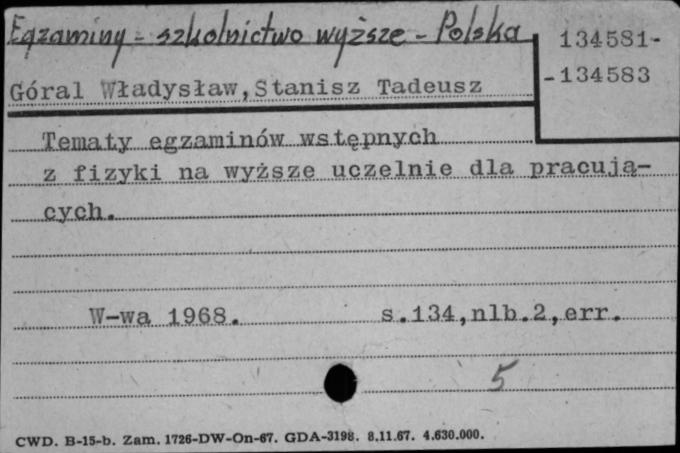 Egzaminy - szkolnictwo wyższe - Polska
134581-
-134583
Góral Władysław, Stanisz Tadeusz
Tematy egzaminów wstępnych
z fizyki na wyższe uczelnie dla pracują-
cych.
W-wa 1968. s.134,nlb.2,err.
5
CWD. B-15-b. Zam. 1726-DW-On-67. GDA-3198. 8.11.67. 4.630.000.